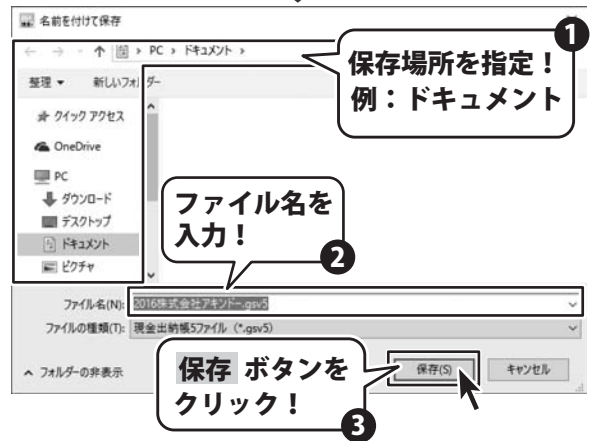 名前を付けて保存
PC › ドキュメント ›
❶
保存場所を指定！
例：ドキュメント
整理 ▼ 新しいフォルダー
クイック アクセス
OneDrive
PC
ダウンロード
デスクトップ
ドキュメント
ピクチャ
ファイル名を
入力！
❷
ファイル名(N): 2016株式会社アキンドー.gsv5
ファイルの種類(T): 現金出納帳5ファイル (*.gsv5)
フォルダーの非表示
保存 ボタンを
クリック！
❸
保存(S)
キャンセル